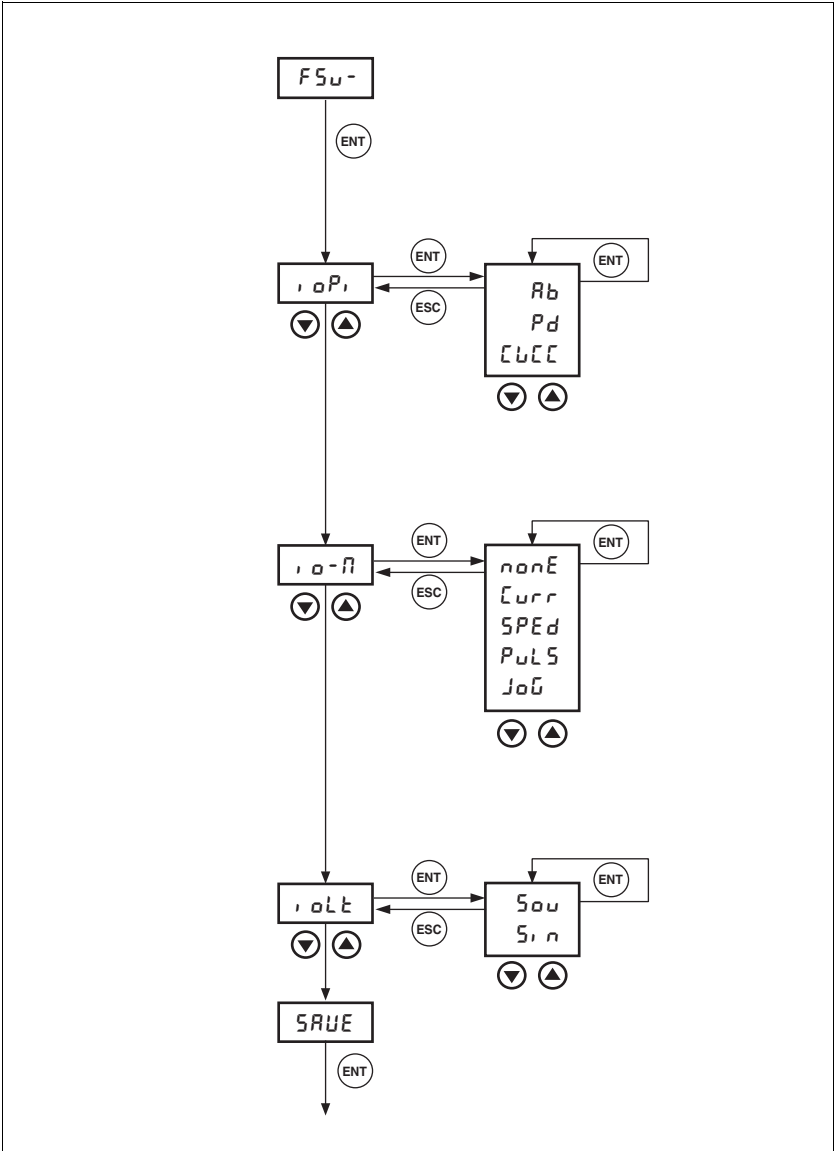 FSu-
ENT
ioPi
ENT
ESC
Ab
Pd
CWCC
ENT
io-M
ENT
ESC
nonE
Curr
SPEd
PuLS
JoG
ENT
ioLt
ENT
ESC
Sou
Sin
ENT
SAVE
ENT